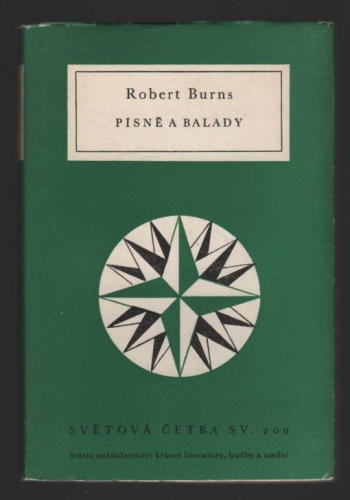 Robert Burns
PÍSNĚ A BALADY
SVĚTOVÁ ČETBA SV. 200
Státní nakladatelství krásné literatury, hudby a umění